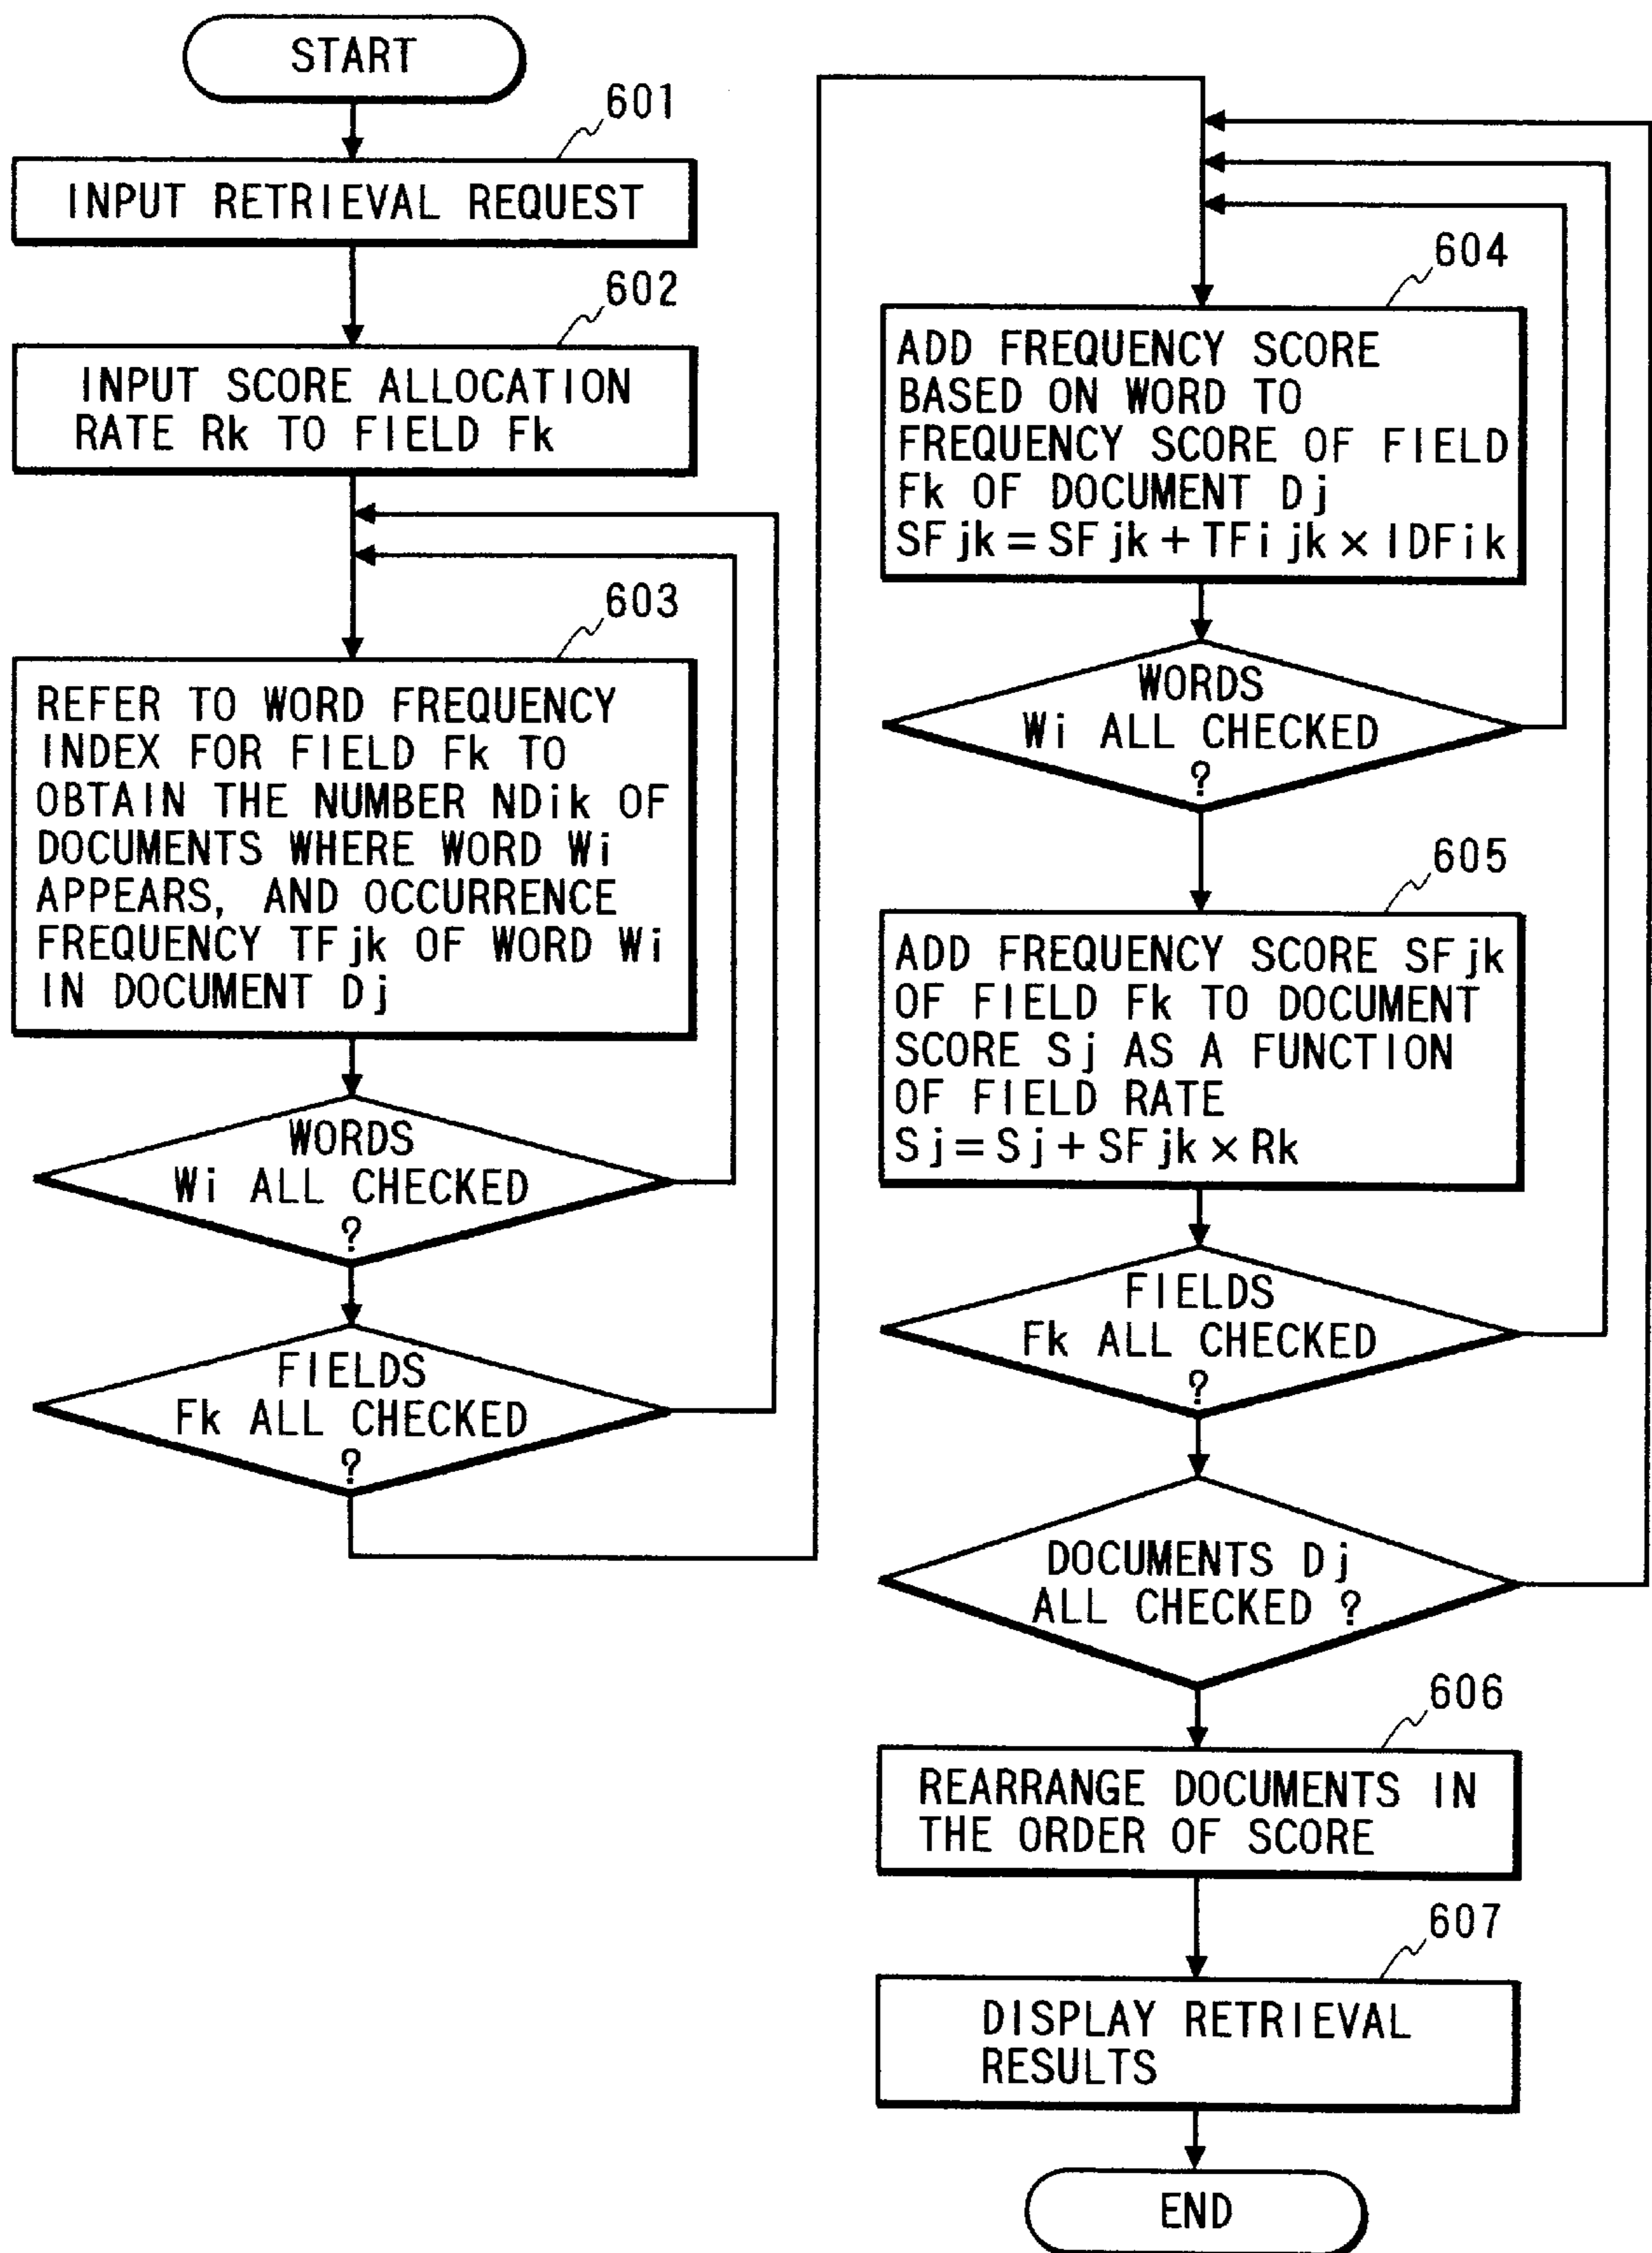 START
601
INPUT RETRIEVAL REQUEST
602
INPUT SCORE ALLOCATION
RATE Rk TO FIELD Fk
603
REFER TO WORD FREQUENCY
INDEX FOR FIELD Fk TO
OBTAIN THE NUMBER NDik OF
DOCUMENTS WHERE WORD Wi
APPEARS, AND OCCURRENCE
FREQUENCY TFjk OF WORD Wi
IN DOCUMENT Dj
WORDS
Wi ALL CHECKED
?
FIELDS
Fk ALL CHECKED
?
604
ADD FREQUENCY SCORE
BASED ON WORD TO
FREQUENCY SCORE OF FIELD
Fk OF DOCUMENT Dj
SFjk = SFjk + TFijk × IDFik
WORDS
Wi ALL CHECKED
?
605
ADD FREQUENCY SCORE SFjk
OF FIELD Fk TO DOCUMENT
SCORE Sj AS A FUNCTION
OF FIELD RATE
Sj = Sj + SFjk × Rk
FIELDS
Fk ALL CHECKED
?
DOCUMENTS Dj
ALL CHECKED ?
606
REARRANGE DOCUMENTS IN
THE ORDER OF SCORE
607
DISPLAY RETRIEVAL
RESULTS
END